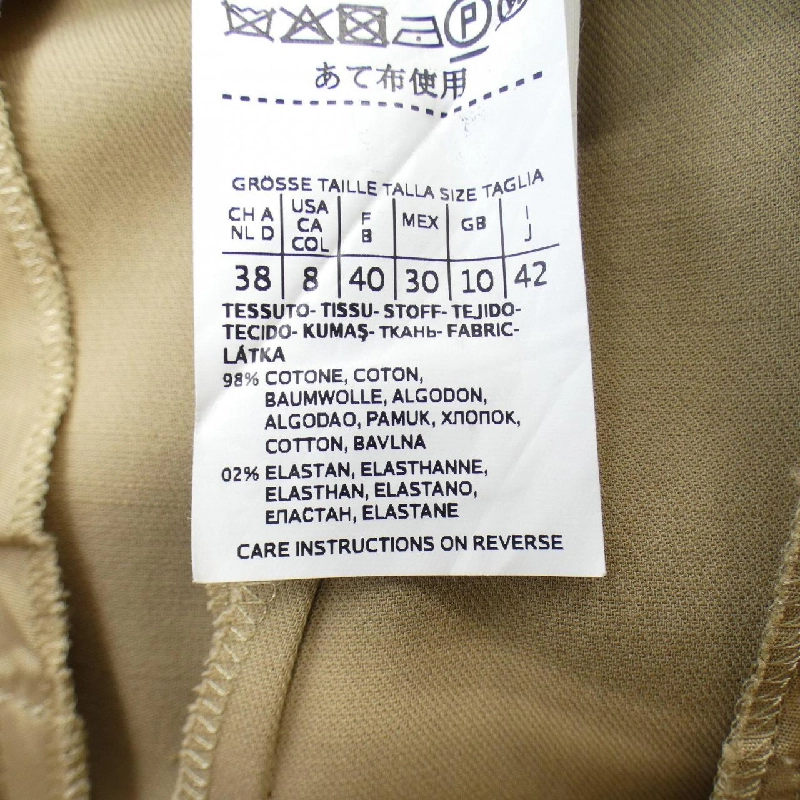 P W
あて布使用
GRÖSSE TAILLE TALLA SIZE TAGLIA
CH A USA F MEX GB I
NL D CA B J
COL
38 8 40 30 10 42
TESSUTO- TISSU- STOFF- TEJIDO-
TECIDO- KUMAŞ- ТКАНЬ- FABRIC-
LÁTKA
98% COTONE, COTON,
BAUMWOLLE, ALGODON,
ALGODAO, PAMUK, ХЛОПОК,
COTTON, BAVLNA
02% ELASTAN, ELASTHANNE,
ELASTHAN, ELASTANO,
ЕПАСТАН, ELASTANE
CARE INSTRUCTIONS ON REVERSE